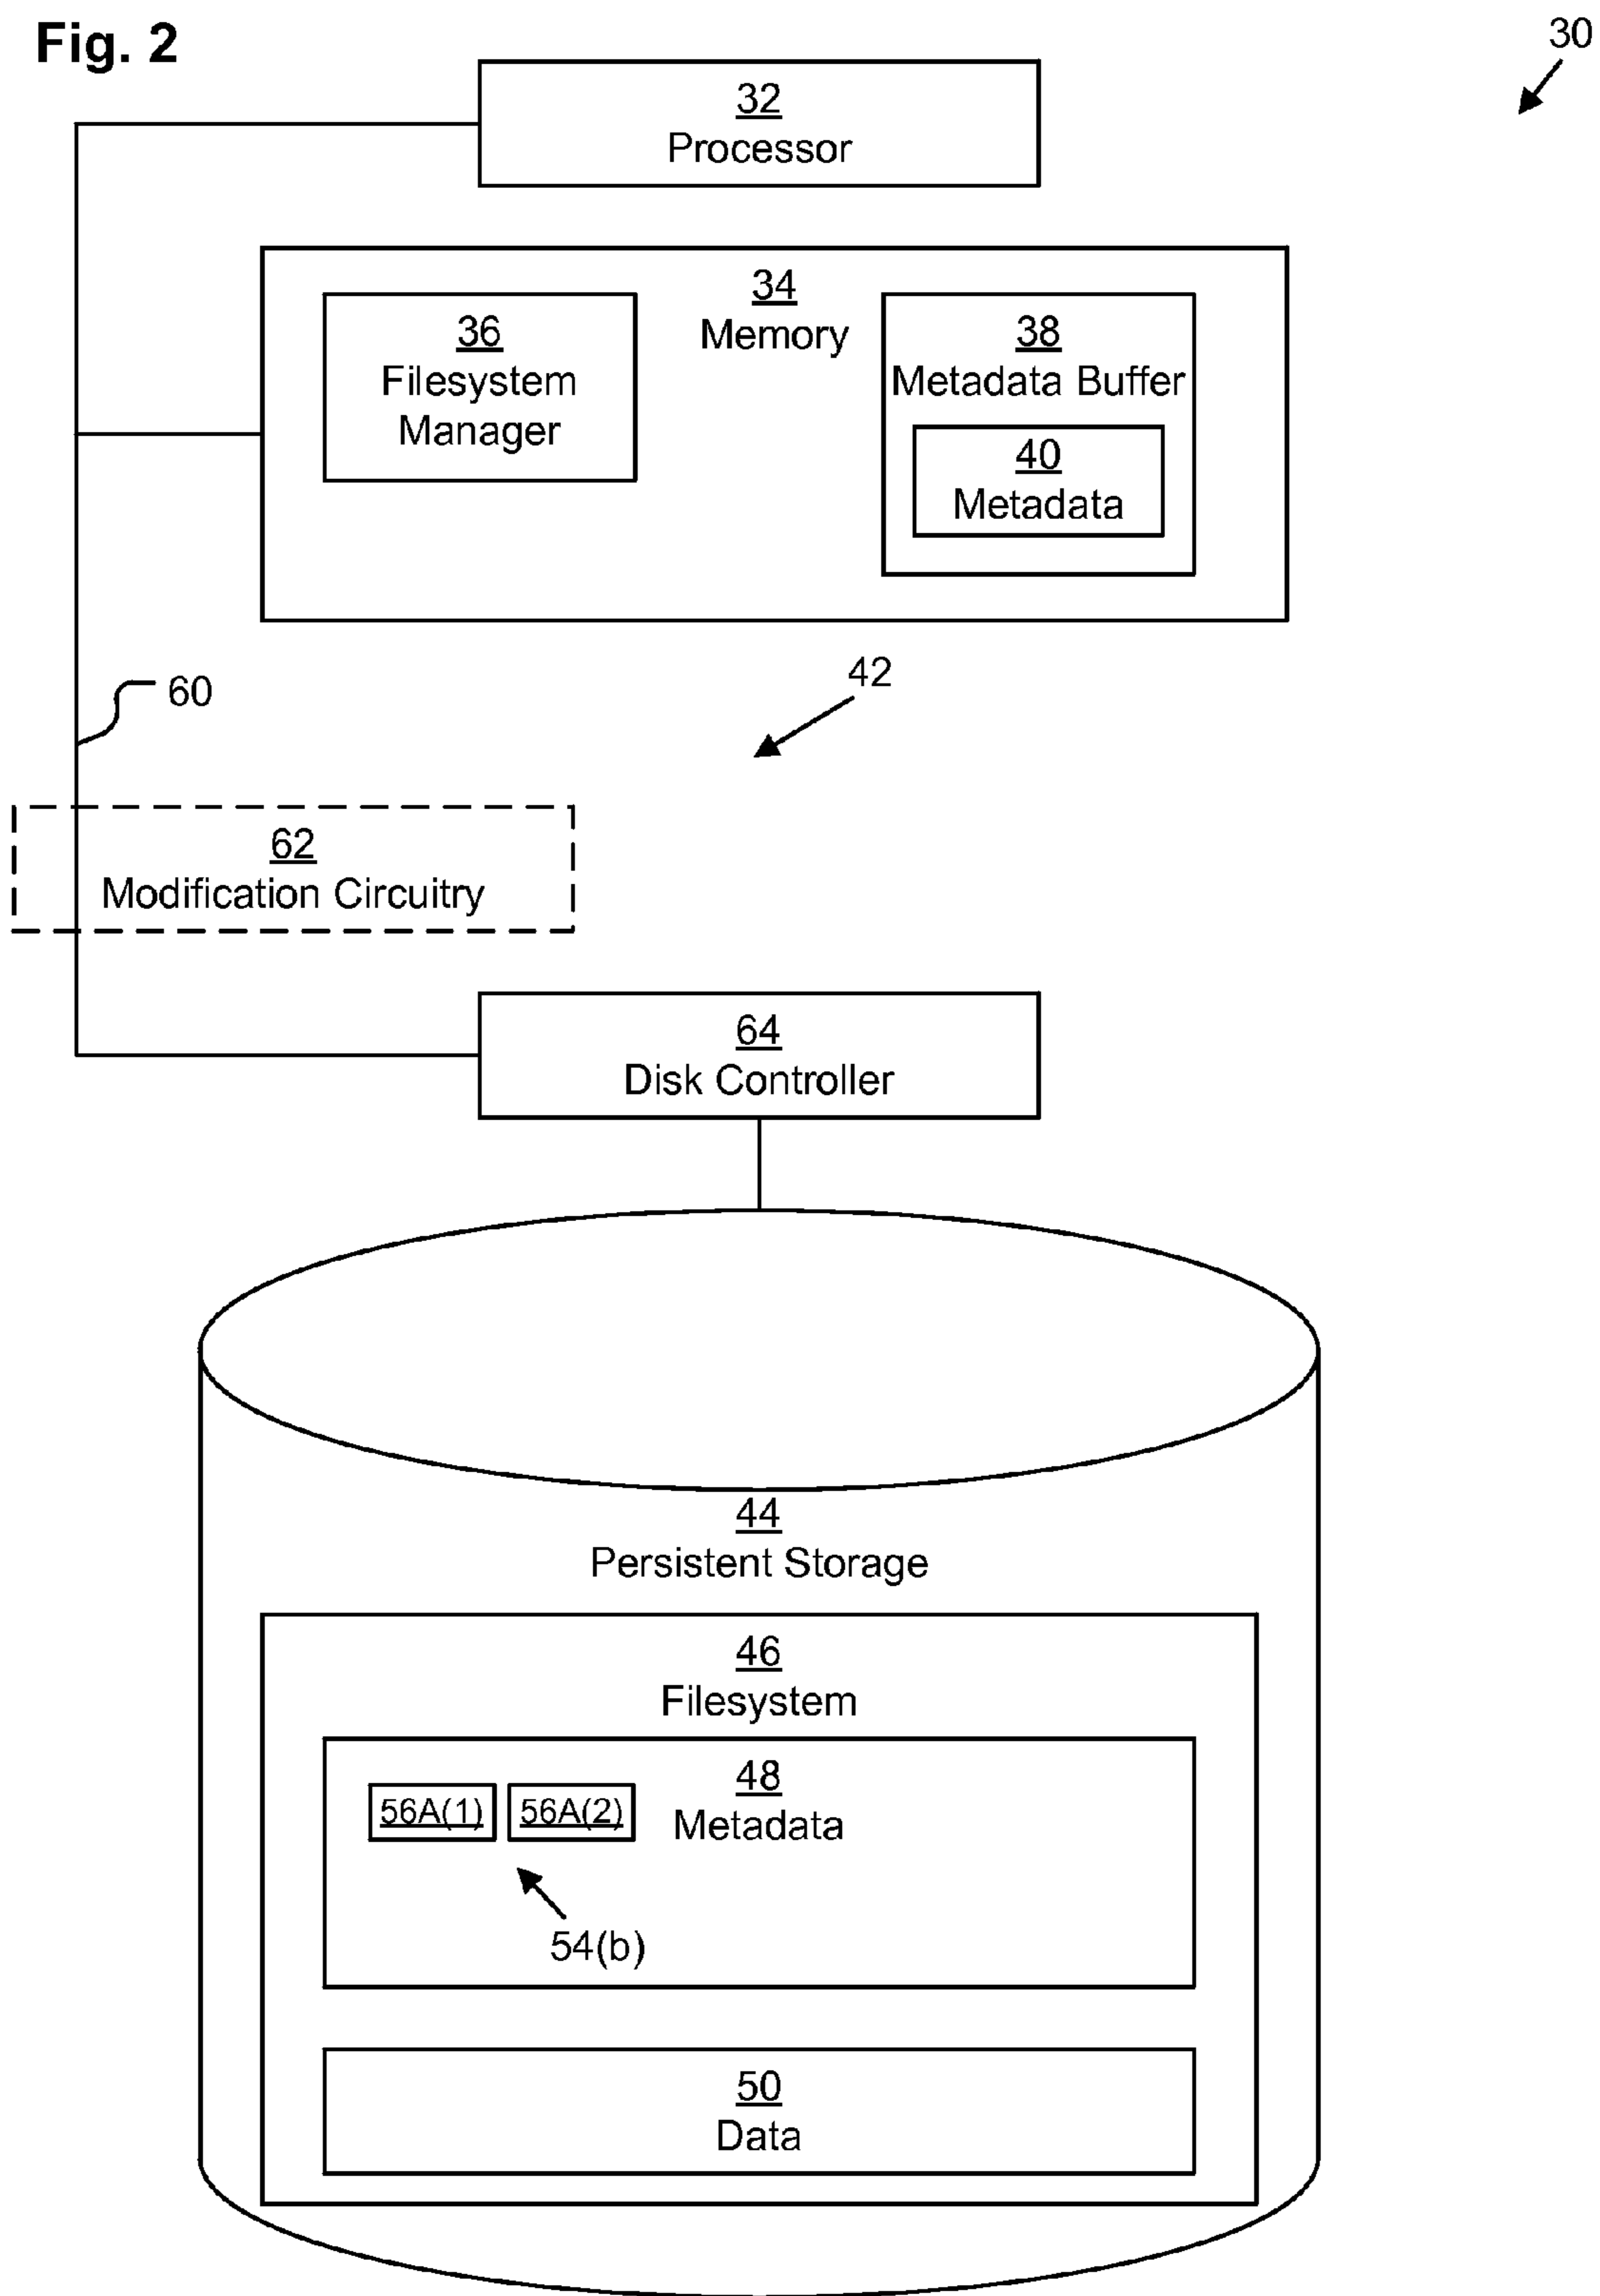 Fig. 2
30
32
Processor
34
Memory
36
Filesystem
Manager
38
Metadata Buffer
40
Metadata
42
60
62
Modification Circuitry
64
Disk Controller
44
Persistent Storage
46
Filesystem
48
Metadata
56A(1)
56A(2)
54(b)
50
Data